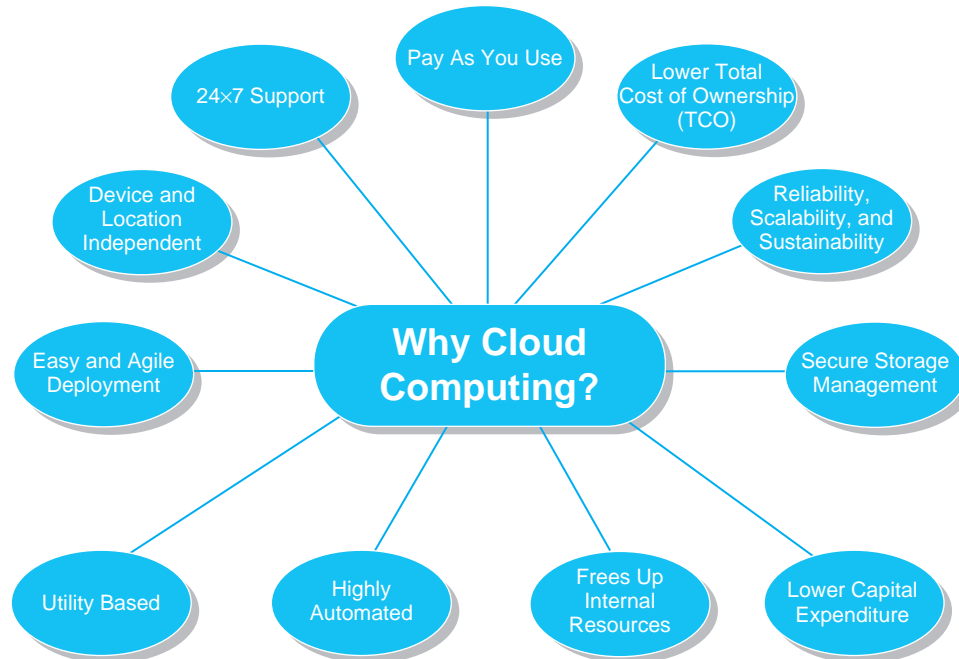 Pay As You Use
24×7 Support
Lower Total
Cost of Ownership
(TCO)
Device and
Location
Independent
Reliability,
Scalability, and
Sustainability
Why Cloud
Computing?
Easy and Agile
Deployment
Secure Storage
Management
Utility Based
Highly
Automated
Frees Up
Internal
Resources
Lower Capital
Expenditure